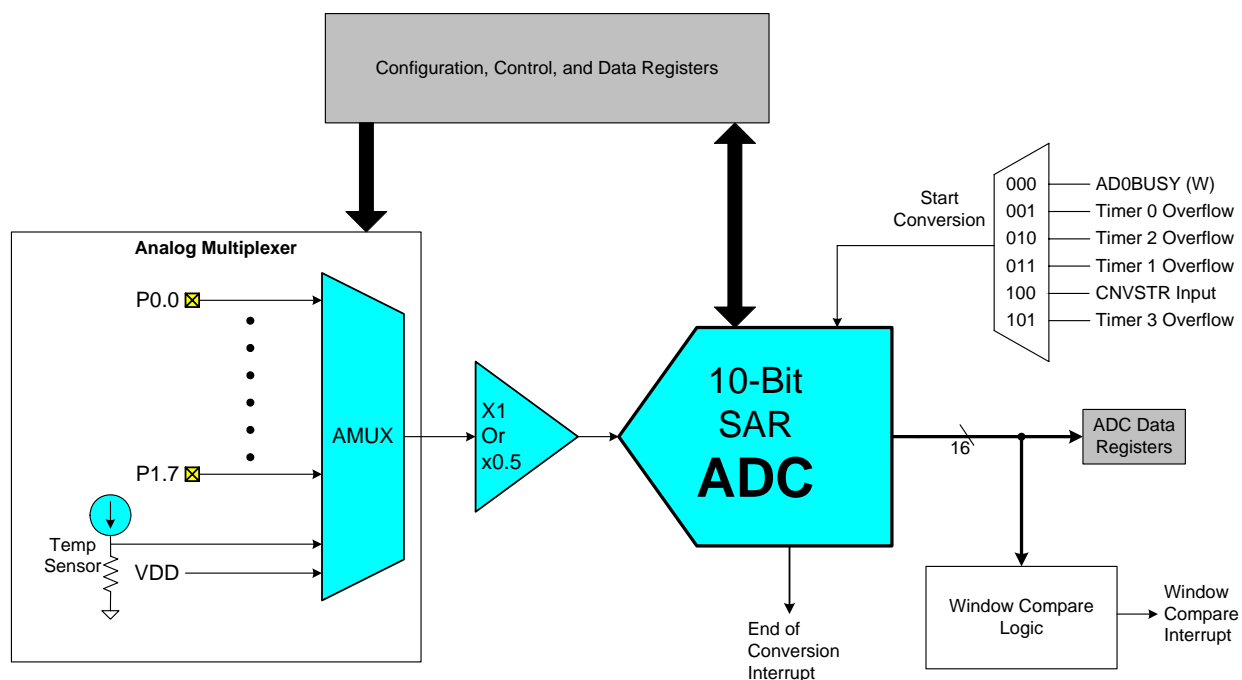 Configuration, Control, and Data Registers
Start
Conversion
000
AD0BUSY (W)
001
Timer 0 Overflow
010
Timer 2 Overflow
011
Timer 1 Overflow
100
CNVSTR Input
101
Timer 3 Overflow
Analog Multiplexer
P0.0
AMUX
P1.7
Temp
Sensor
VDD
X1
Or
x0.5
10-Bit
SAR
ADC
16
ADC Data
Registers
End of
Conversion
Interrupt
Window Compare
Logic
Window
Compare
Interrupt